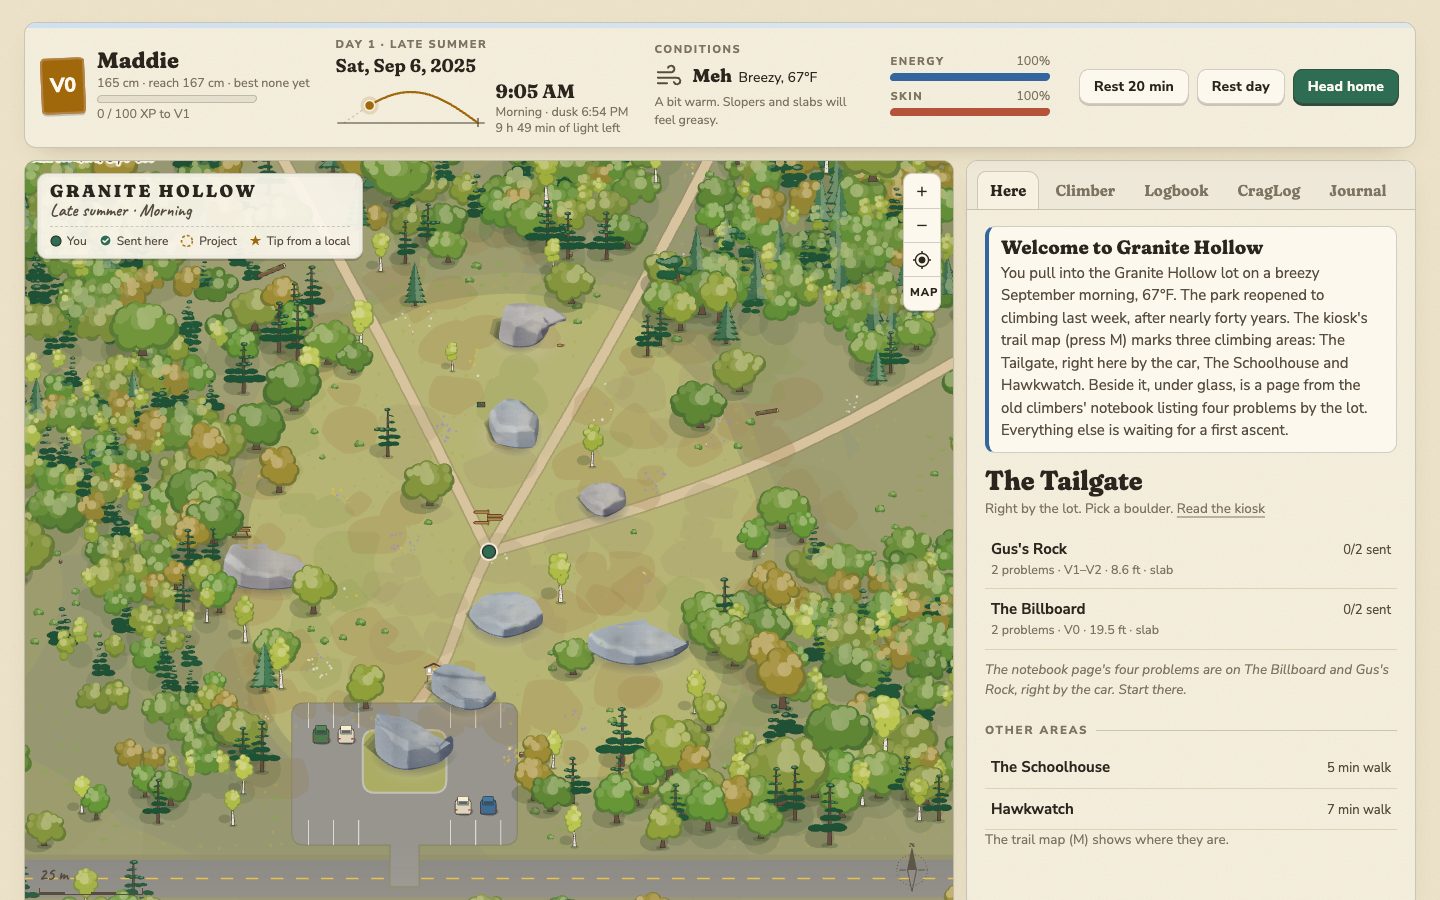 V0
Maddie
165 cm · reach 167 cm · best none yet
0 / 100 XP to V1
DAY 1 · LATE SUMMER
Sat, Sep 6, 2025
9:05 AM
Morning · dusk 6:54 PM
9 h 49 min of light left
CONDITIONS
Meh Breezy, 67°F
A bit warm. Slopers and slabs will
feel greasy.
ENERGY 100%
SKIN 100%
Rest 20 min
Rest day
Head home
GRANITE HOLLOW
Late summer · Morning
You
Sent here
Project
Tip from a local
+
−
MAP
25 m
N
Here
Climber
Logbook
CragLog
Journal
Welcome to Granite Hollow
You pull into the Granite Hollow lot on a breezy
September morning, 67°F. The park reopened to
climbing last week, after nearly forty years. The kiosk's
trail map (press M) marks three climbing areas: The
Tailgate, right here by the car, The Schoolhouse and
Hawkwatch. Beside it, under glass, is a page from the
old climbers' notebook listing four problems by the lot.
Everything else is waiting for a first ascent.
The Tailgate
Right by the lot. Pick a boulder. Read the kiosk
Gus's Rock 0/2 sent
2 problems · V1–V2 · 8.6 ft · slab
The Billboard 0/2 sent
2 problems · V0 · 19.5 ft · slab
The notebook page's four problems are on The Billboard and Gus's
Rock, right by the car. Start there.
OTHER AREAS
The Schoolhouse 5 min walk
Hawkwatch 7 min walk
The trail map (M) shows where they are.